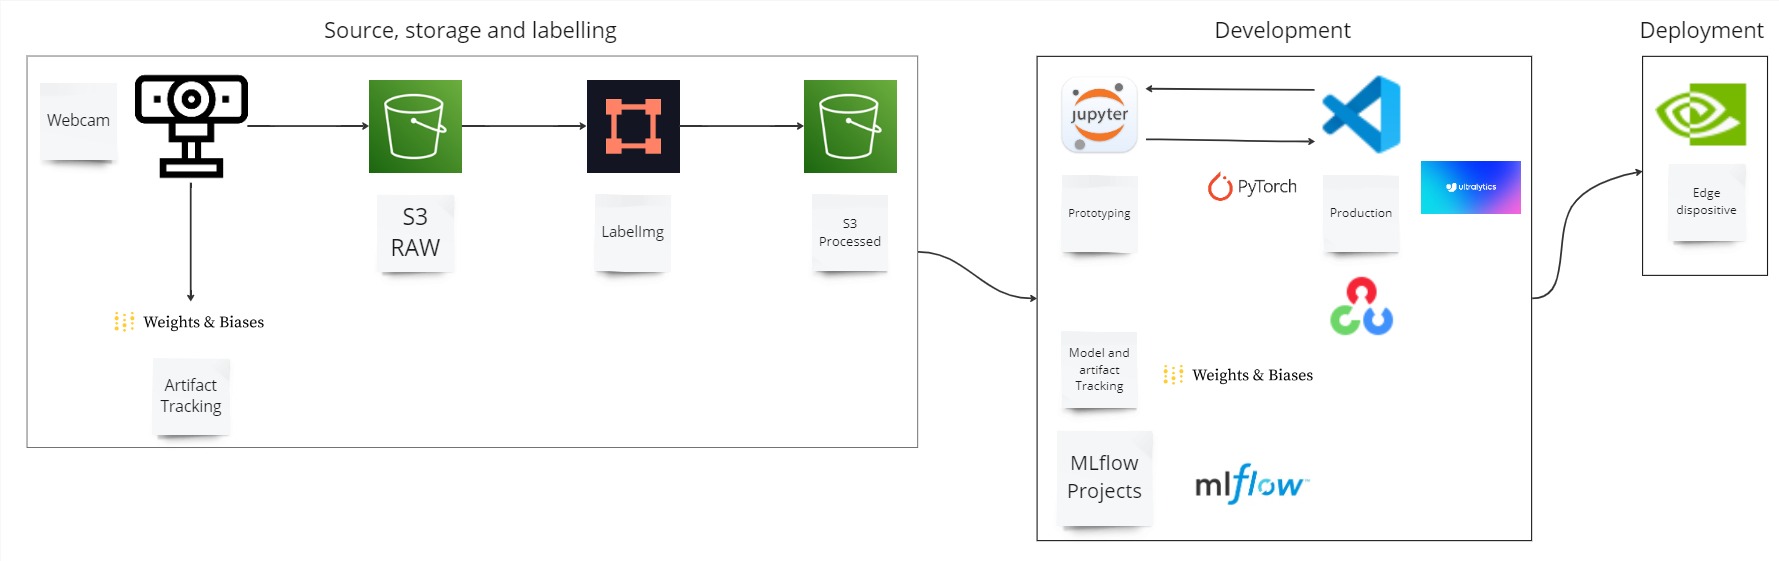 Source, storage and labelling
Webcam
S3
RAW
LabelImg
S3
Processed
Weights & Biases
Artifact
Tracking
Development
jupyter
Prototyping
PyTorch
Production
ultralytics
Model and
artifact
Tracking
Weights & Biases
MLflow
Projects
mlflow™
Deployment
Edge
dispositive